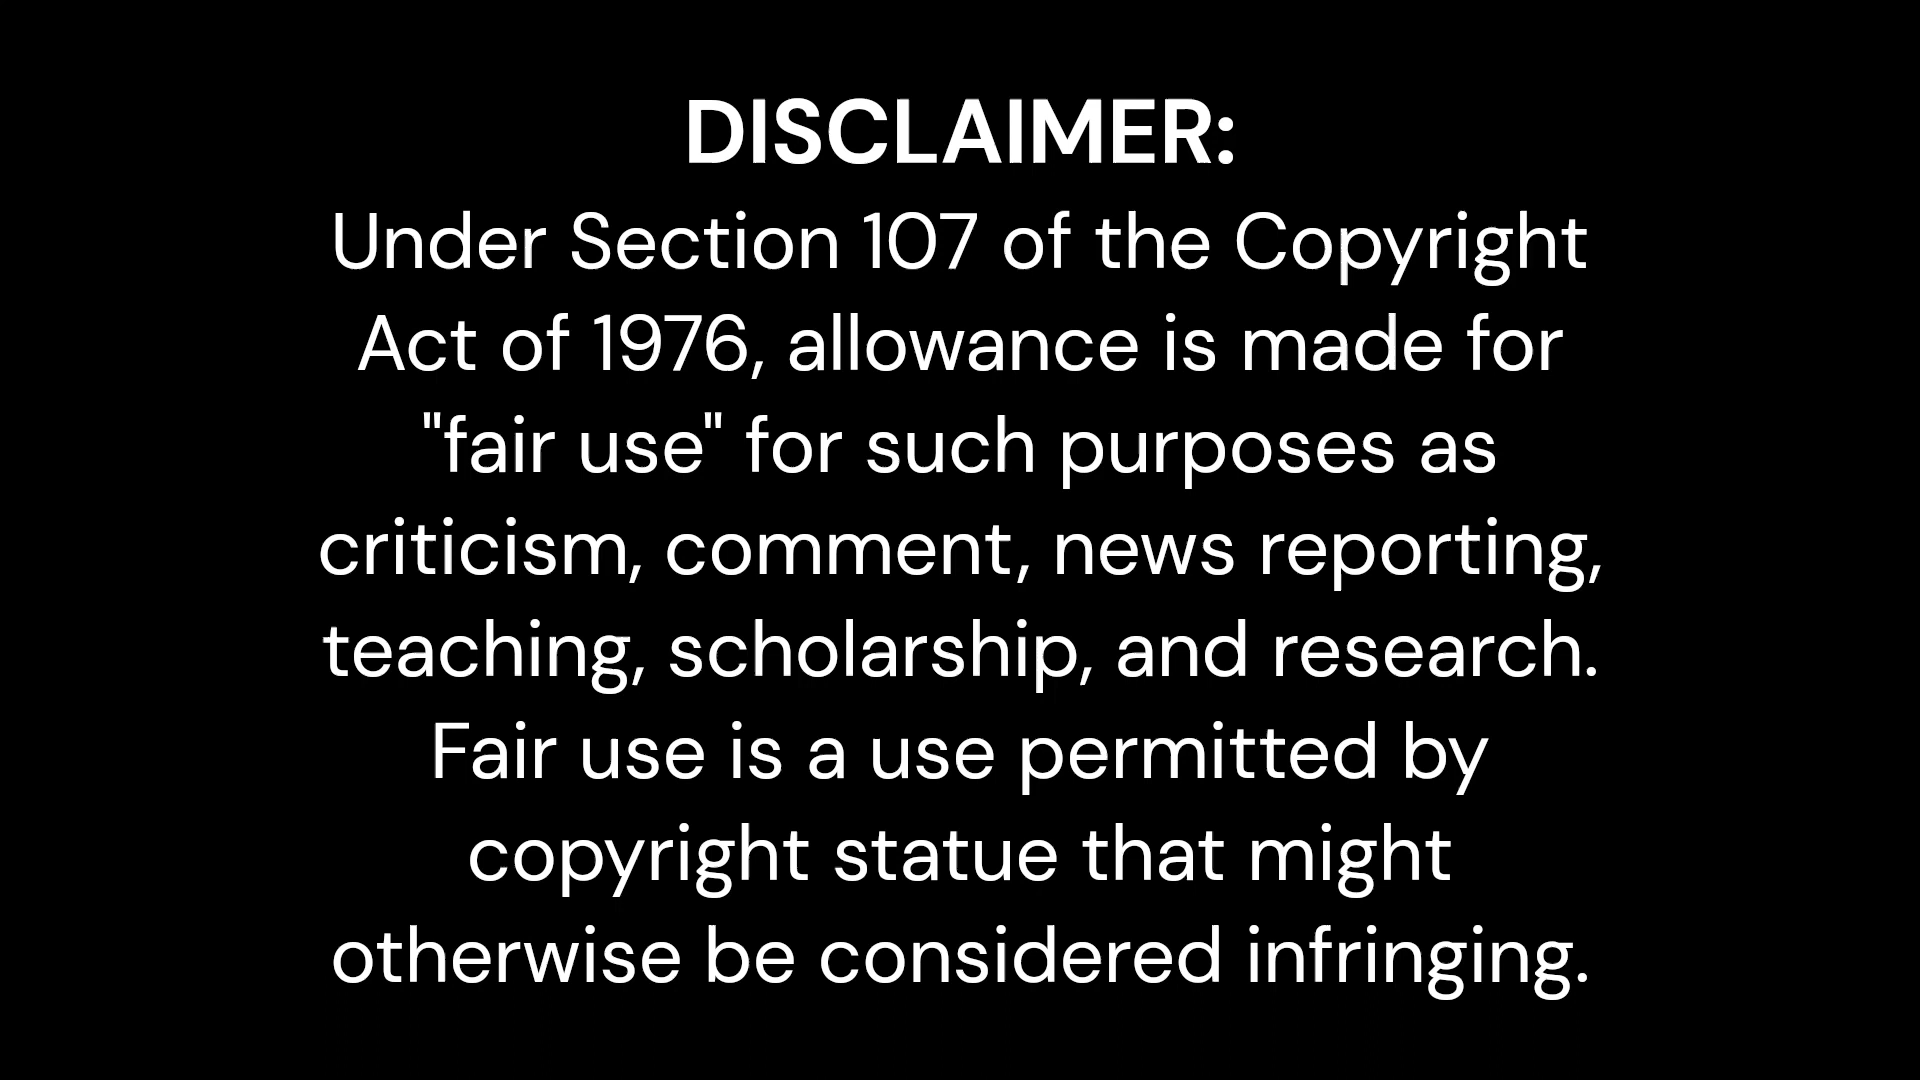 DISCLAIMER:
Under Section 107 of the Copyright
Act of 1976, allowance is made for
"fair use" for such purposes as
criticism, comment, news reporting,
teaching, scholarship, and research.
Fair use is a use permitted by
copyright statue that might
otherwise be considered infringing.